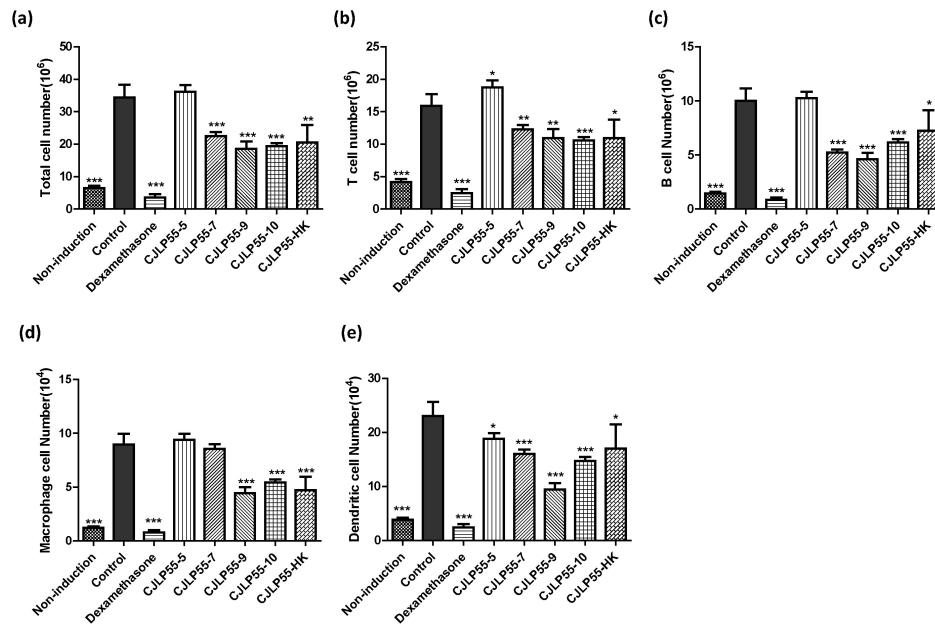 (a)
Total cell number(10⁶)
50
40
30
20
10
0
***
***
***
***
***
**
Non-induction
Control
Dexamethasone
CJLP55-5
CJLP55-7
CJLP55-9
CJLP55-10
CJLP55-HK
(b)
T cell number(10⁶)
25
20
15
10
5
0
***
***
*
**
**
***
*
Non-induction
Control
Dexamethasone
CJLP55-5
CJLP55-7
CJLP55-9
CJLP55-10
CJLP55-HK
(c)
B cell Number(10⁶)
15
10
5
0
***
***
***
***
***
*
Non-induction
Control
Dexamethasone
CJLP55-5
CJLP55-7
CJLP55-9
CJLP55-10
CJLP55-HK
(d)
Macrophage cell Number(10⁴)
15
10
5
0
***
***
***
***
***
Non-induction
Control
Dexamethasone
CJLP55-5
CJLP55-7
CJLP55-9
CJLP55-10
CJLP55-HK
(e)
Dendritic cell Number(10⁴)
30
20
10
0
***
***
*
***
***
***
*
Non-induction
Control
Dexamethasone
CJLP55-5
CJLP55-7
CJLP55-9
CJLP55-10
CJLP55-HK